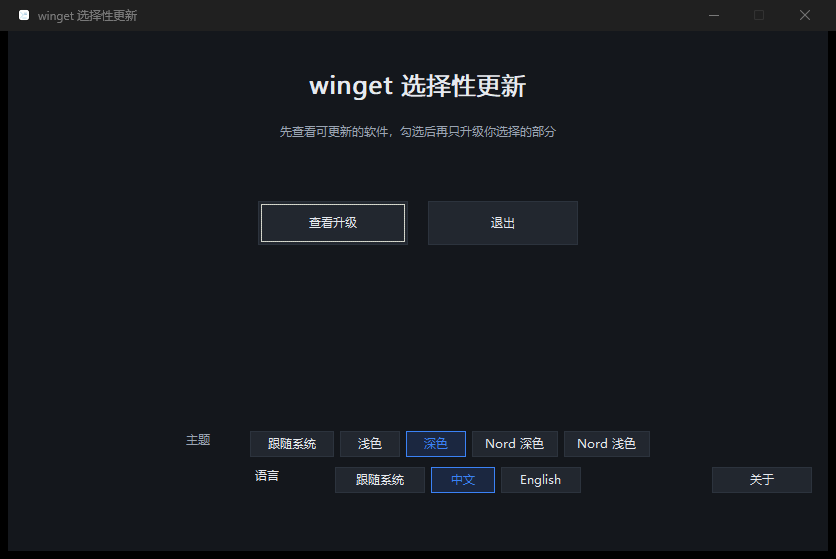 winget 选择性更新
winget 选择性更新
先查看可更新的软件，勾选后再只升级你选择的部分
查看升级 退出
主题 跟随系统 浅色 深色 Nord 深色 Nord 浅色
语言 跟随系统 中文 English 关于